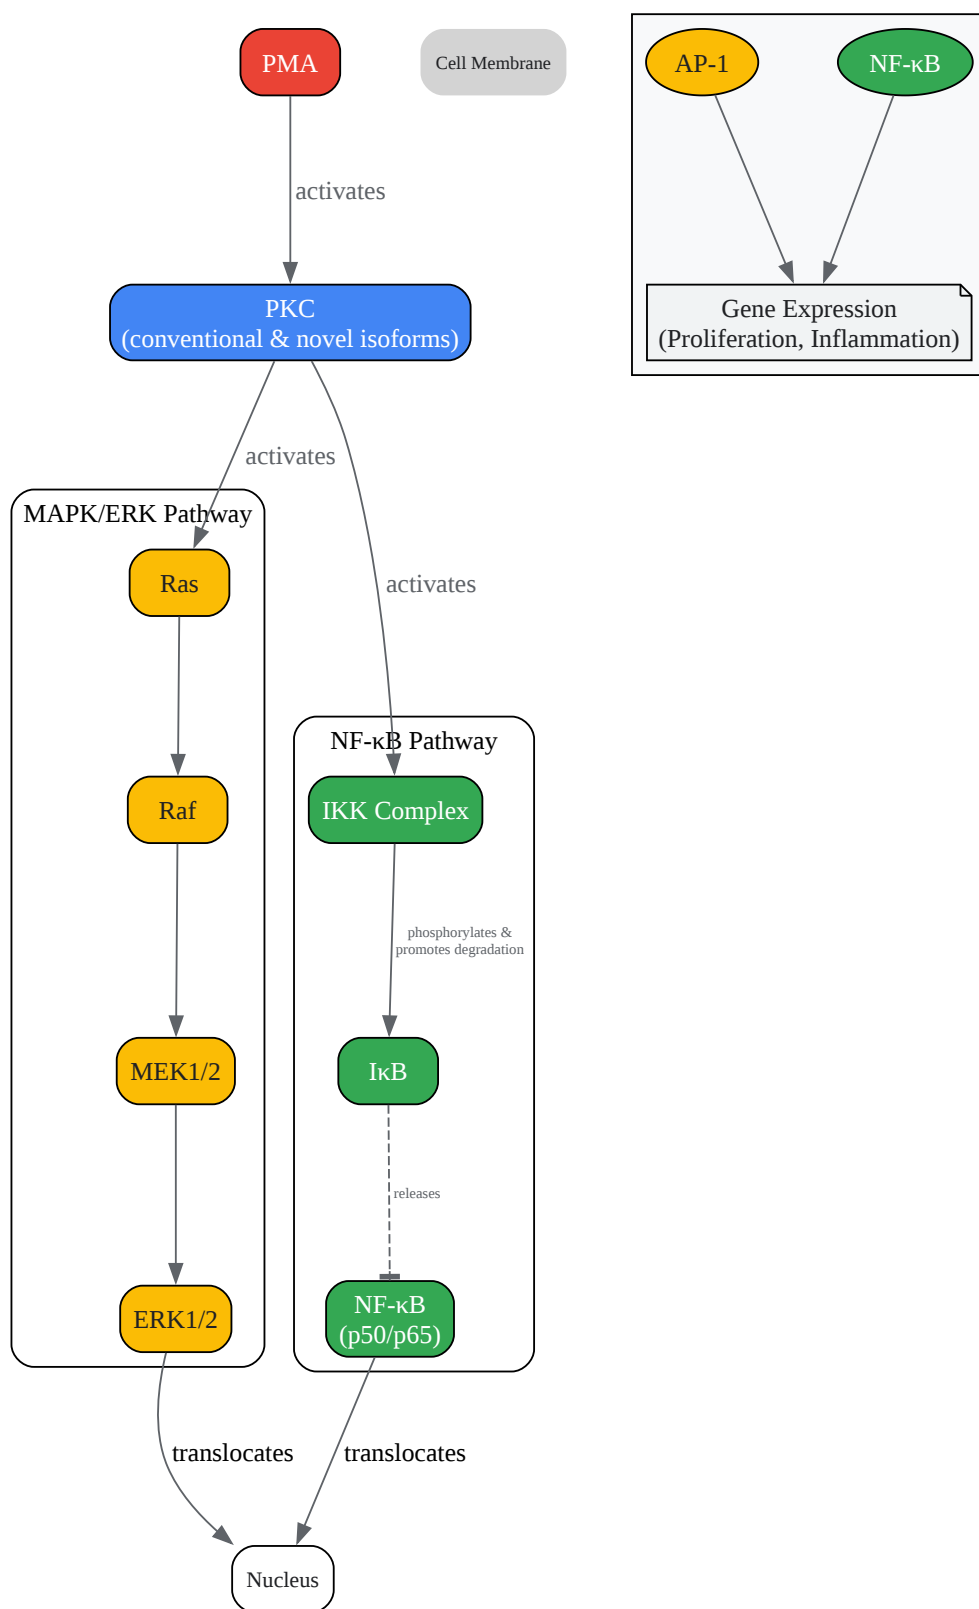 PMA
Cell Membrane
AP-1
NF-κB
activates
PKC
(conventional & novel isoforms)
Gene Expression
(Proliferation, Inflammation)
activates
MAPK/ERK Pathway
Ras
activates
NF-κB Pathway
Raf
IKK Complex
phosphorylates &
promotes degradation
MEK1/2
IκB
releases
ERK1/2
NF-κB
(p50/p65)
translocates
translocates
Nucleus